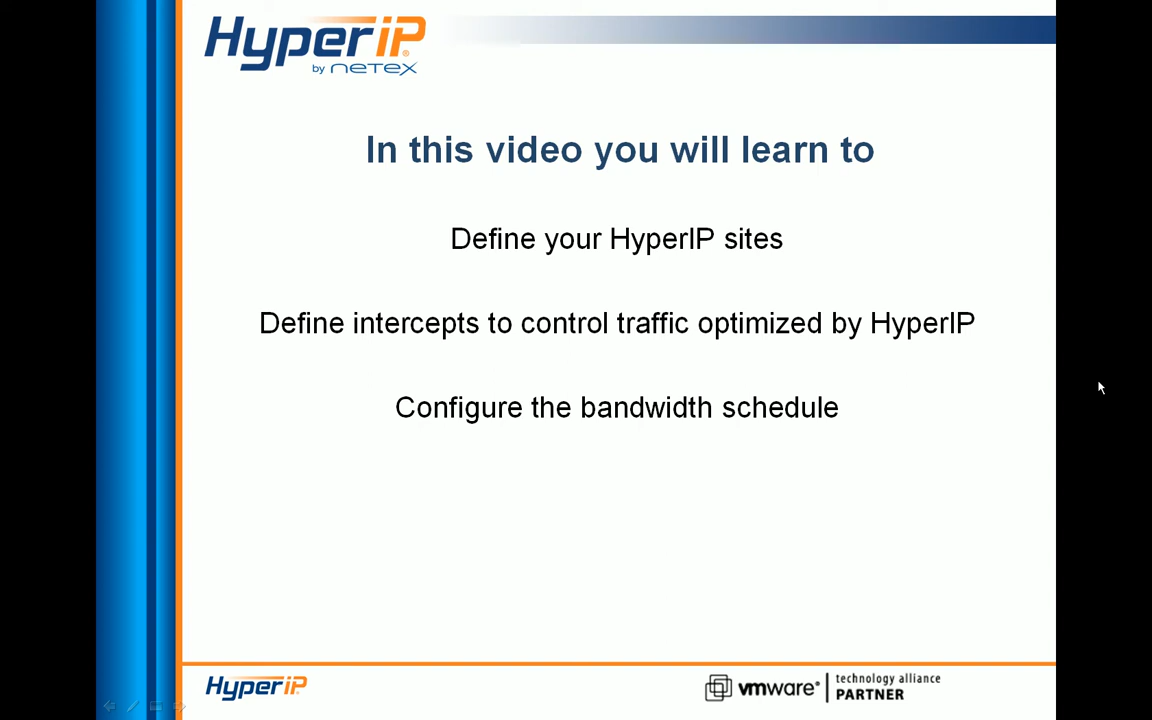 HyperIP®
by NETEX
In this video you will learn to
Define your HyperIP sites
Define intercepts to control traffic optimized by HyperIP
Configure the bandwidth schedule
HyperIP
vmware® technology alliance
PARTNER